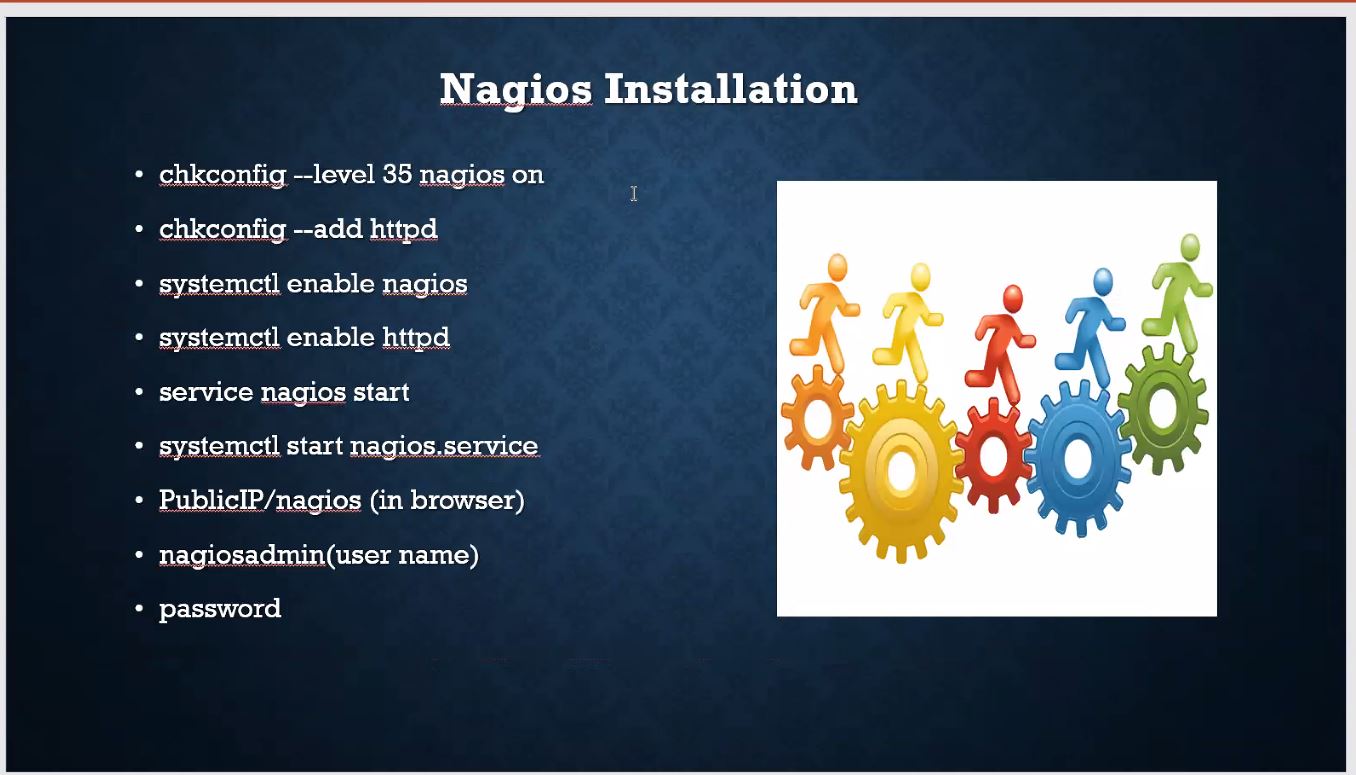 Nagios Installation
• chkconfig --level 35 nagios on
• chkconfig --add httpd
• systemctl enable nagios
• systemctl enable httpd
• service nagios start
• systemctl start nagios.service
• PublicIP/nagios (in browser)
• nagiosadmin(user name)
• password